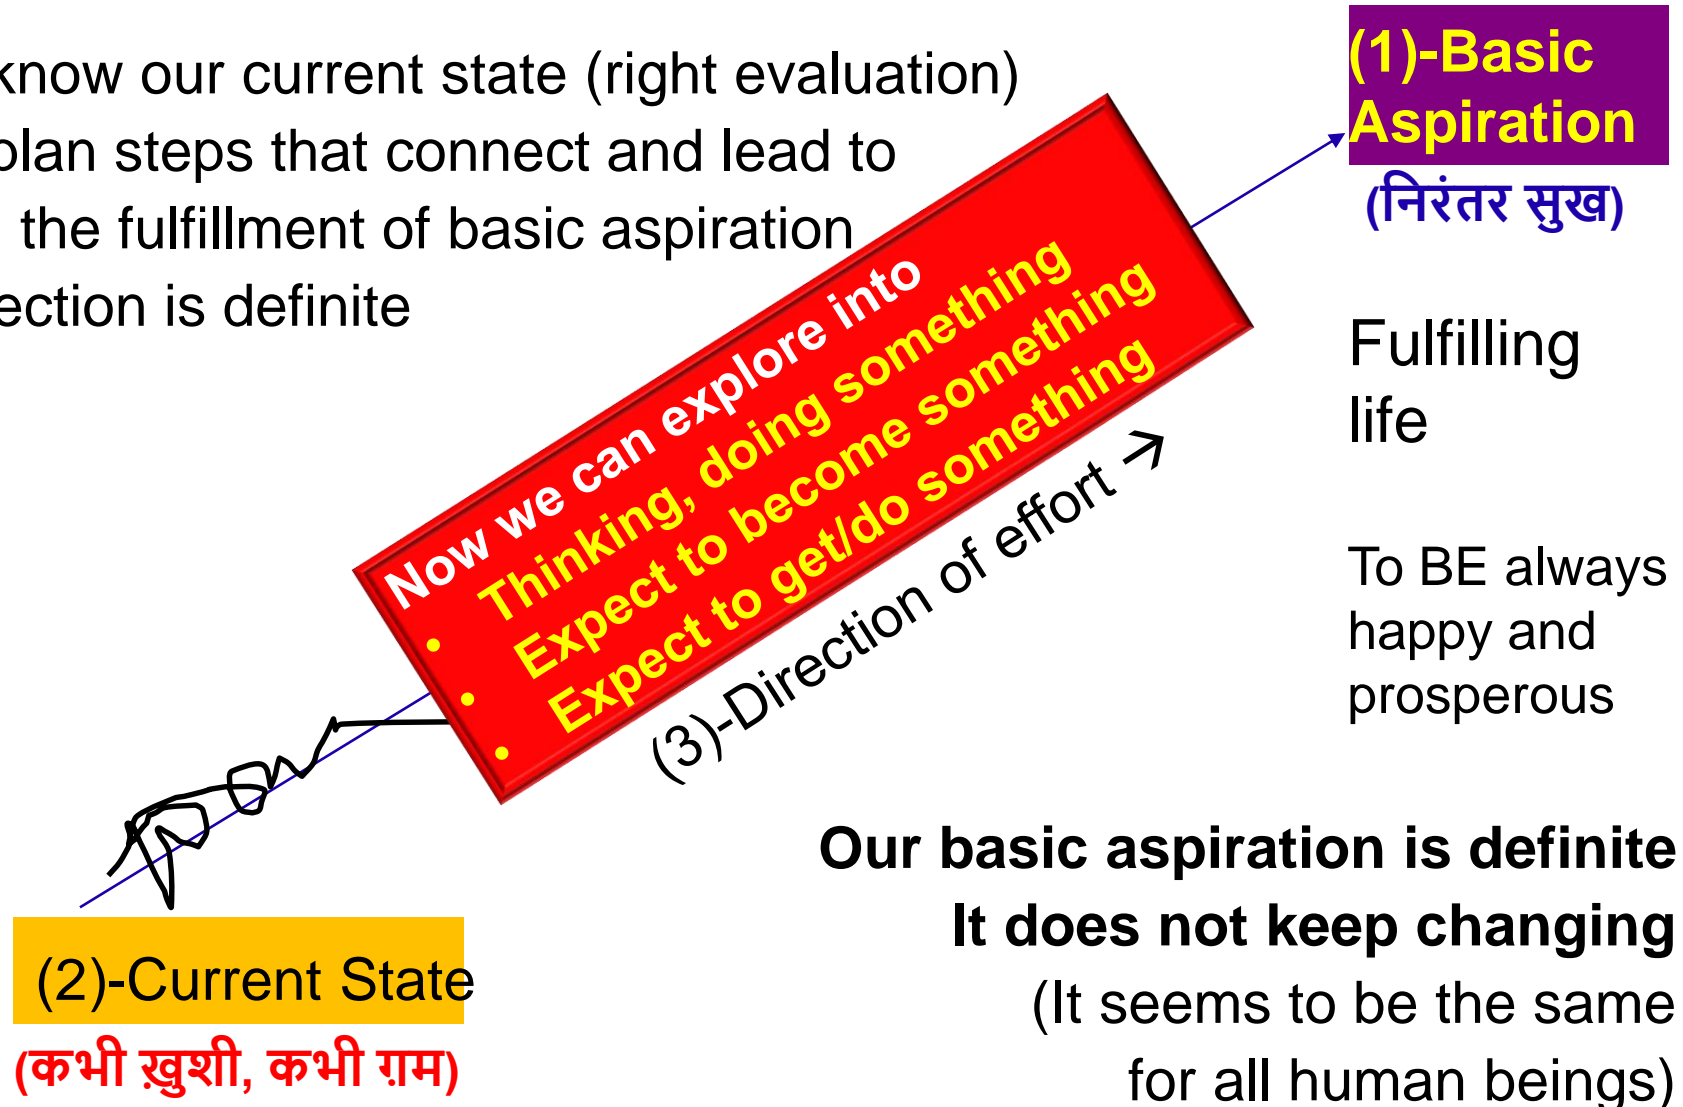 know our current state (right evaluation)
plan steps that connect and lead to
the fulfillment of basic aspiration
ection is definite
(1)-Basic
Aspiration
(निरंतर सुख)
Fulfilling
life
To BE always
happy and
prosperous
Now we can explore into
• Thinking, doing something
• Expect to become something
• Expect to get/do something
(3)-Direction of effort →
(2)-Current State
(कभी ख़ुशी, कभी ग़म)
Our basic aspiration is definite
It does not keep changing
(It seems to be the same
for all human beings)